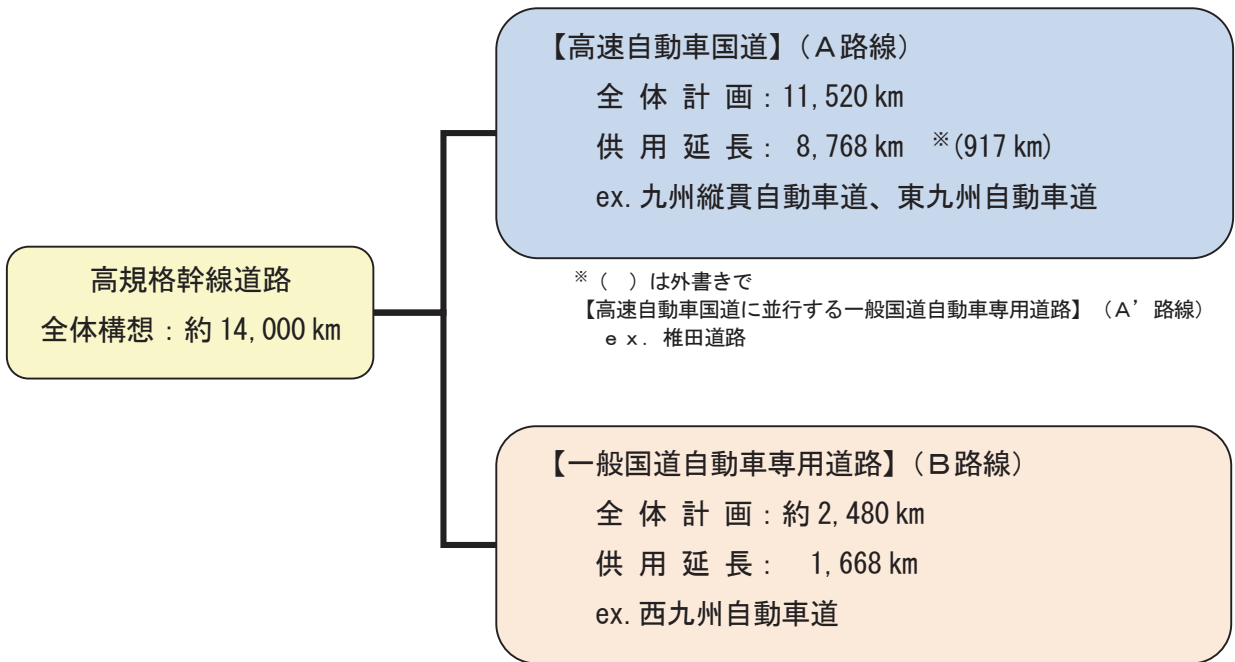 高規格幹線道路
全体構想：約 14,000 km
【高速自動車国道】（Ａ路線）
全 体 計 画：11,520 km
供 用 延 長： 8,768 km ※(917 km)
ex. 九州縦貫自動車道、東九州自動車道
※（　）は外書きで
【高速自動車国道に並行する一般国道自動車専用道路】（Ａ’路線）
ｅｘ．椎田道路
【一般国道自動車専用道路】（Ｂ路線）
全 体 計 画：約 2,480 km
供 用 延 長： 1,668 km
ex. 西九州自動車道